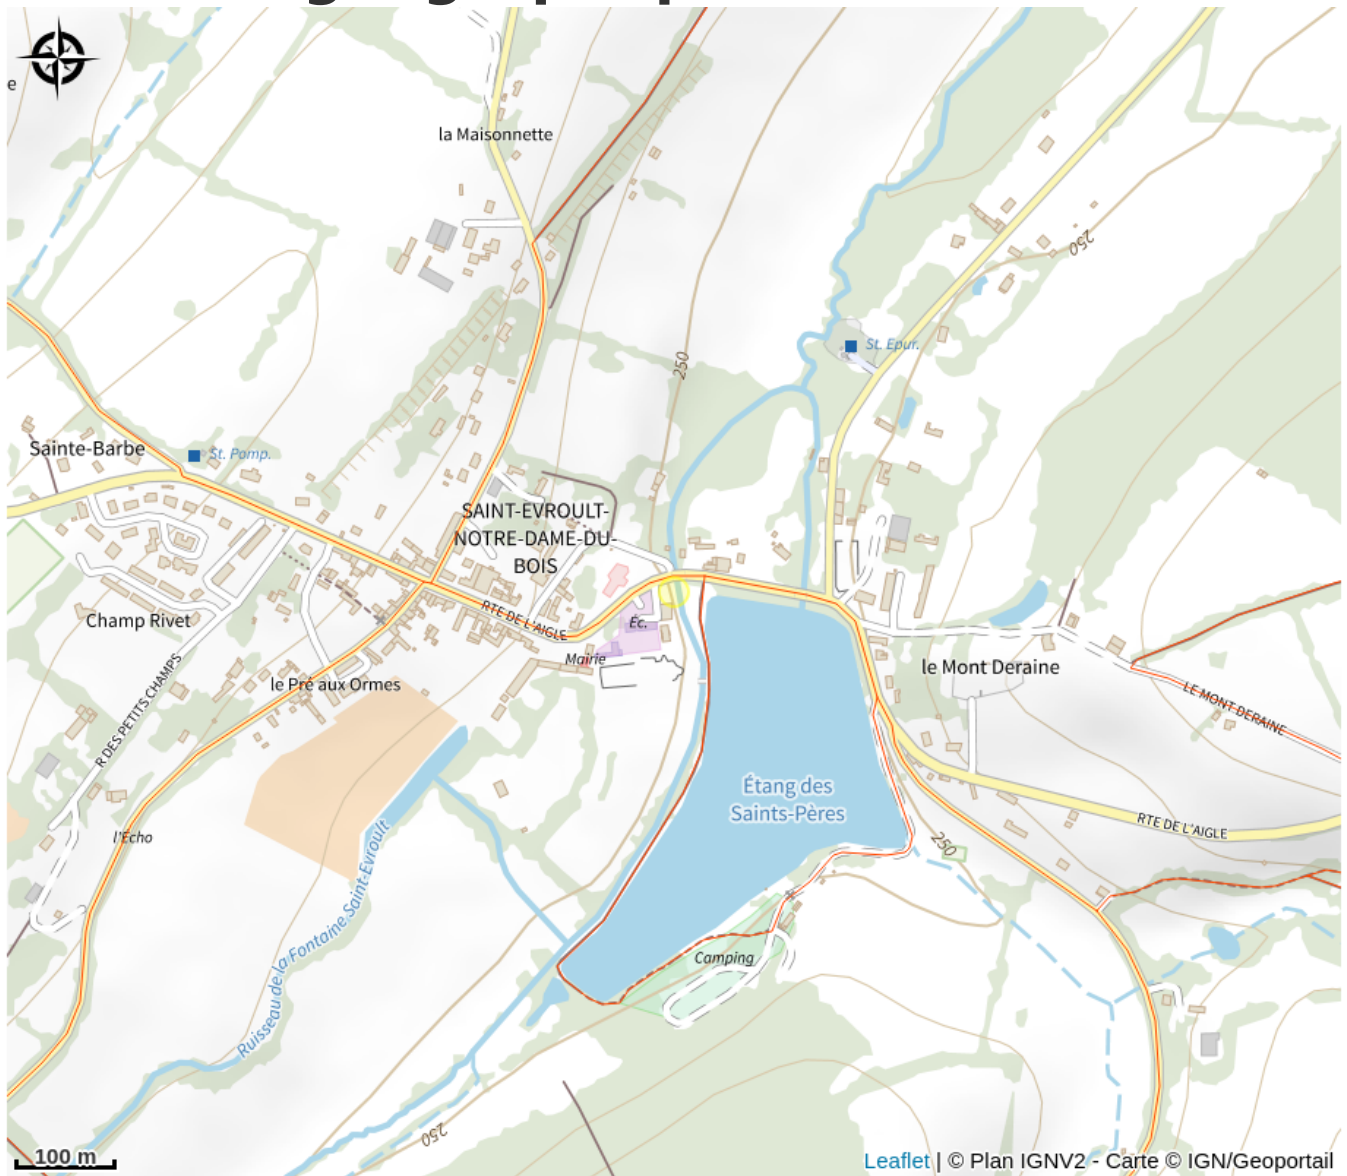 e
la Maisonnette
250
St. Epur.
250
Sainte-Barbe
St. Pomp.
SAINT-EVROULT-
NOTRE-DAME-DU-
BOIS
RTE DE L'AIGLE
Champ Rivet
Éc.
Mairie
le Mont Deraine
le Pré aux Ormes
R DES PETITS CHAMPS
LE MONT DERAINE
Étang des
Saints-Pères
RTE DE L'AIGLE
l'Echo
250
Ruisseau de la Fontaine Saint-Evroult
Camping
250
100 m
Leaflet | © Plan IGNV2 - Carte © IGN/Geoportail